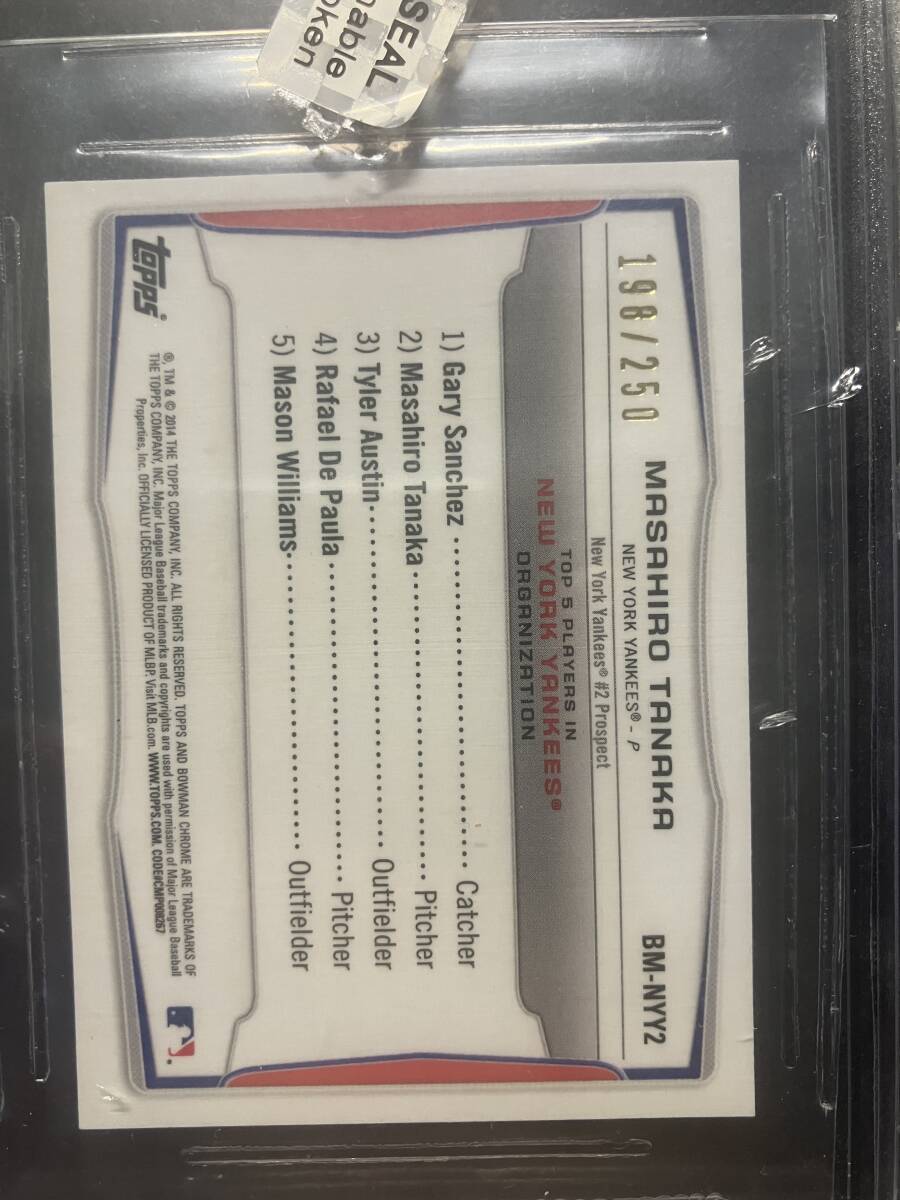 SEAL
nable
oken
198/250
MASAHIRO TANAKA
BM-NYY2
NEW YORK YANKEES® - P
New York Yankees® #2 Prospect
TOP 5 PLAYERS IN
NEW YORK YANKEES®
ORGANIZATION
1) Gary Sanchez .......................... Catcher
2) Masahiro Tanaka ........................ Pitcher
3) Tyler Austin .......................... Outfielder
4) Rafael De Paula ........................ Pitcher
5) Mason Williams ........................ Outfielder
topps®
®, TM & © 2014 THE TOPPS COMPANY, INC. ALL RIGHTS RESERVED. TOPPS AND BOWMAN CHROME ARE TRADEMARKS OF
THE TOPPS COMPANY, INC. Major League Baseball trademarks and copyrights are used with permission of Major League Baseball
Properties, Inc. OFFICIALLY LICENSED PRODUCT OF MLBP. Visit MLB.com. WWW.TOPPS.COM. CODE#CMP008267